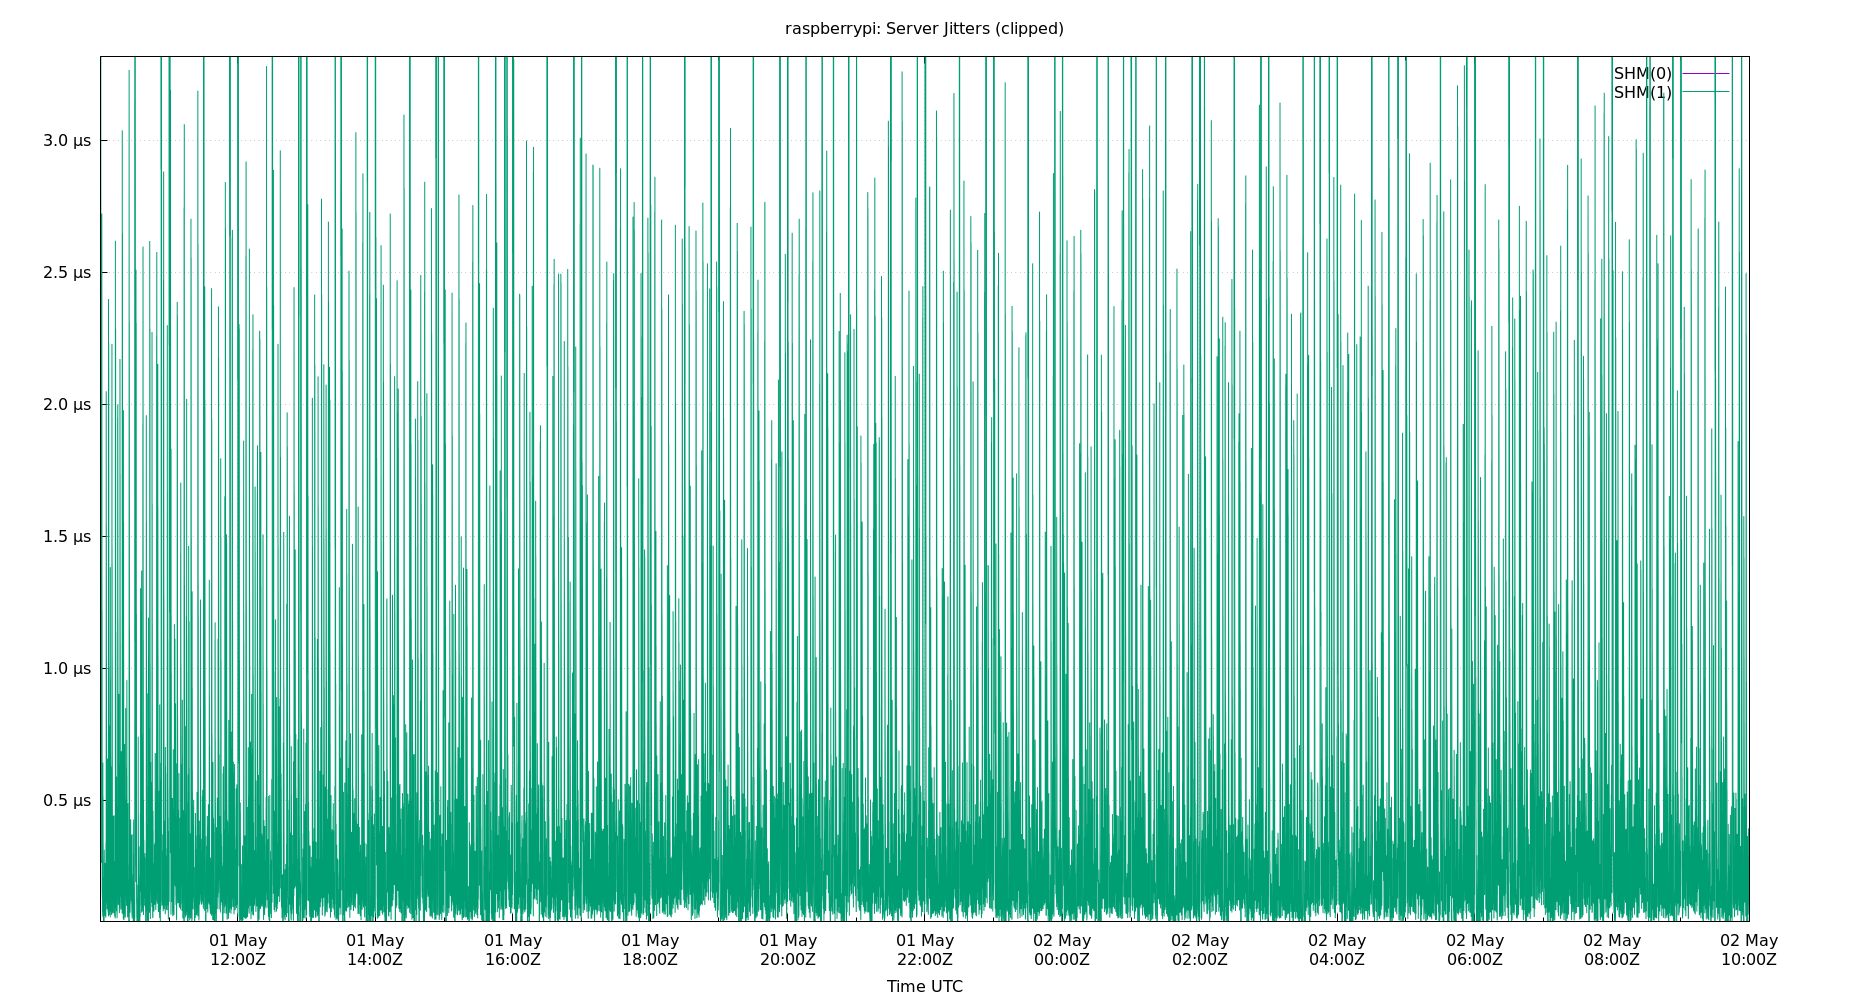 raspberrypi: Server Jitters (clipped)
SHM(0)
SHM(1)
3.0 µs
2.5 µs
2.0 µs
1.5 µs
1.0 µs
0.5 µs
01 May 01 May 01 May 01 May 01 May 01 May 02 May 02 May 02 May 02 May 02 May 02 May
12:00Z 14:00Z 16:00Z 18:00Z 20:00Z 22:00Z 00:00Z 02:00Z 04:00Z 06:00Z 08:00Z 10:00Z
Time UTC